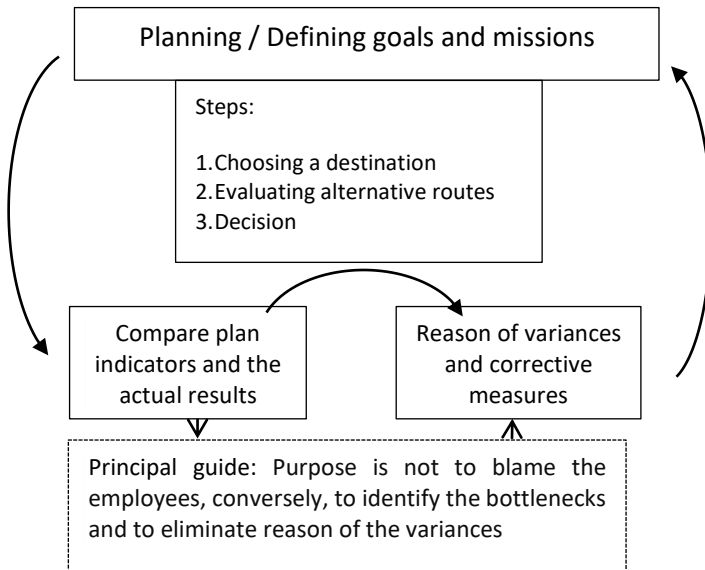 Planning / Defining goals and missions
Steps:
1.Choosing a destination
2.Evaluating alternative routes
3.Decision
Compare plan
indicators and the
actual results
Reason of variances
and corrective
measures
Principal guide: Purpose is not to blame the
employees, conversely, to identify the bottlenecks
and to eliminate reason of the variances